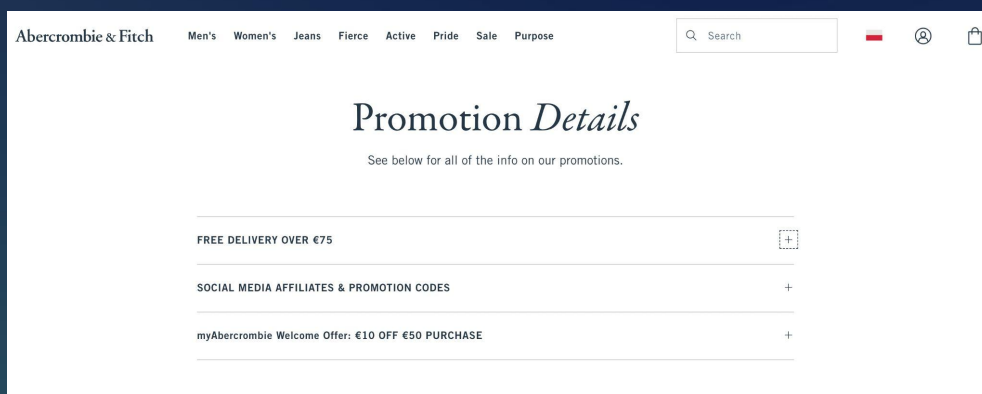 Abercrombie & Fitch Men's Women's Jeans Fierce Active Pride Sale Purpose Search
Promotion Details
See below for all of the info on our promotions.
FREE DELIVERY OVER €75 +
SOCIAL MEDIA AFFILIATES & PROMOTION CODES +
myAbercrombie Welcome Offer: €10 OFF €50 PURCHASE +